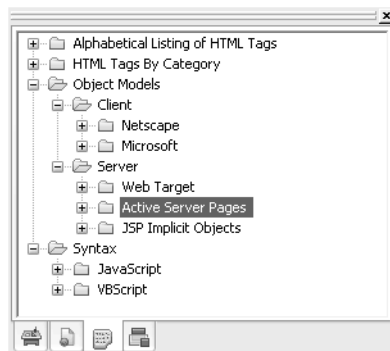 Alphabetical Listing of HTML Tags
HTML Tags By Category
Object Models
Client
Netscape
Microsoft
Server
Web Target
Active Server Pages
JSP Implicit Objects
Syntax
JavaScript
VBScript